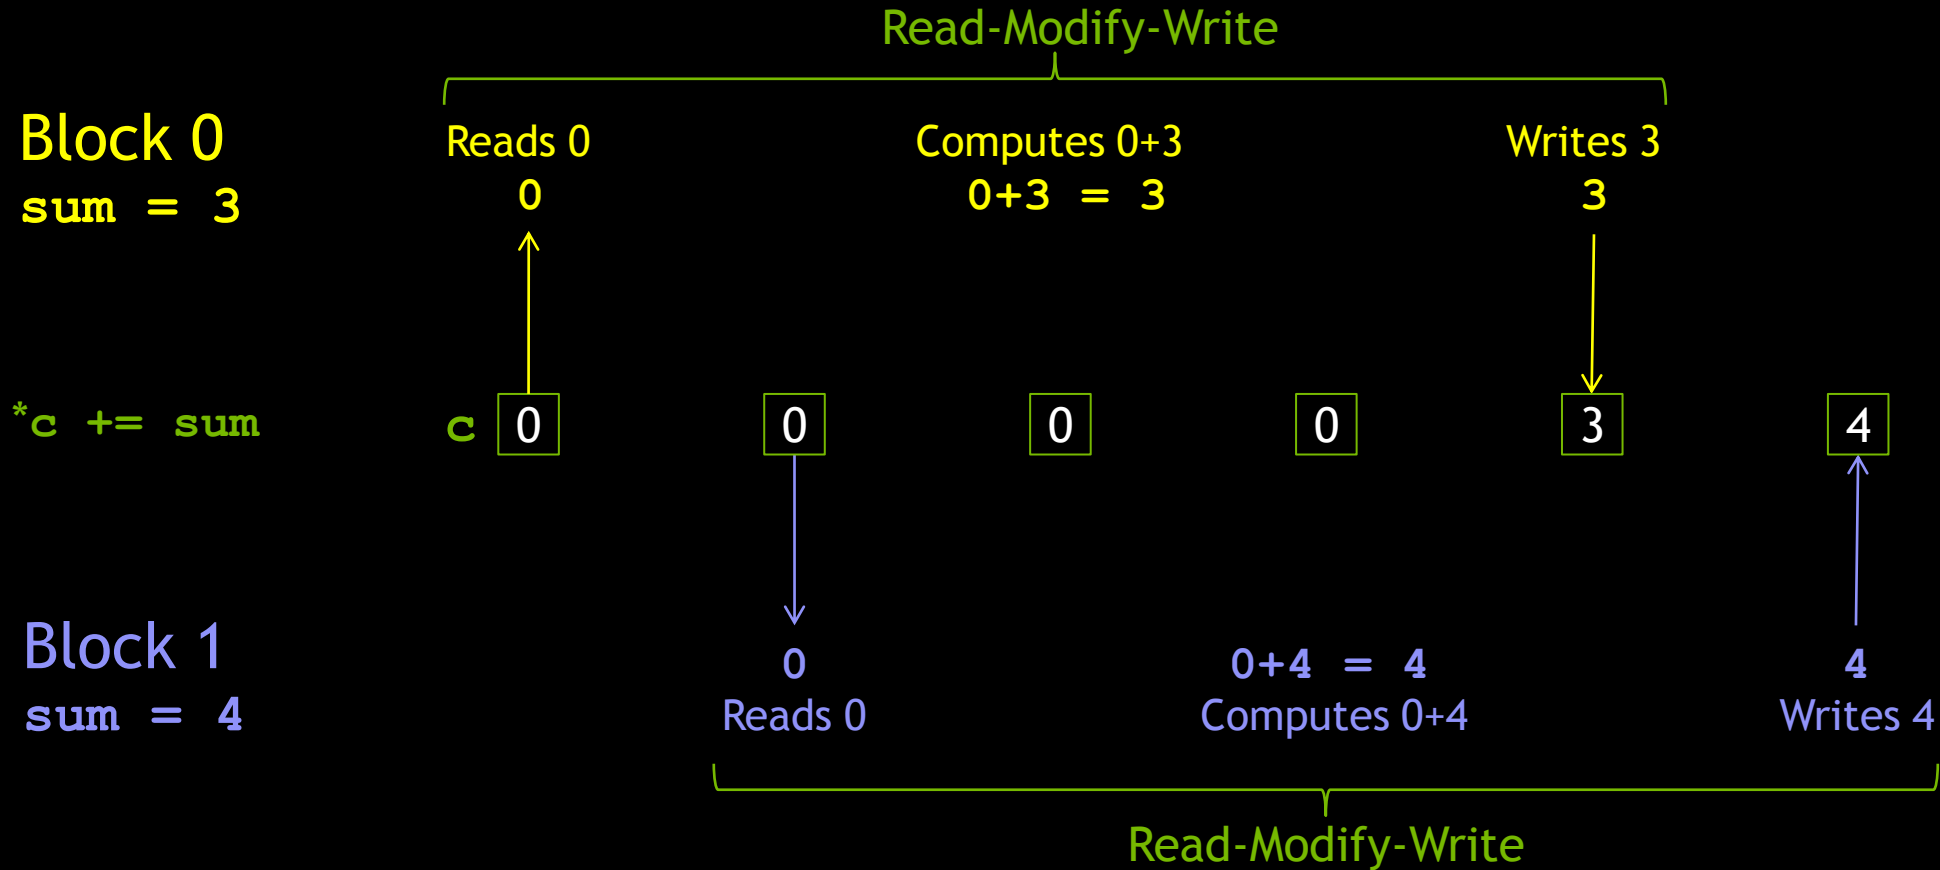 Read-Modify-Write
Block 0
sum = 3
Reads 0
0
Computes 0+3
0+3 = 3
Writes 3
3
*c += sum
c 0 0 0 0 3 4
Block 1
sum = 4
0
Reads 0
0+4 = 4
Computes 0+4
4
Writes 4
Read-Modify-Write